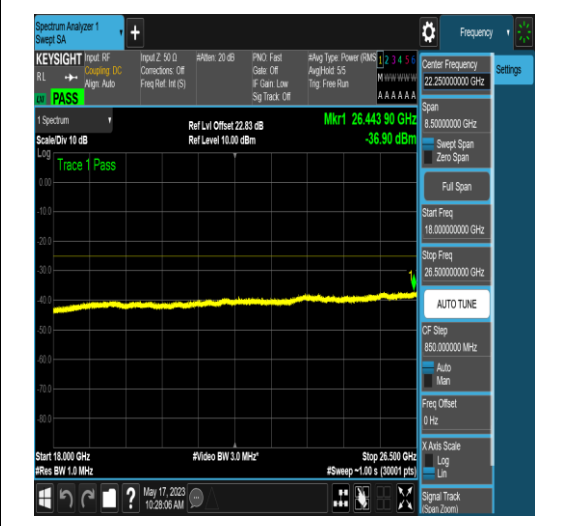 Spectrum Analyzer 1
Swept SA
+
Frequency
KEYSIGHT
RL
PASS
Input: RF
Coupling: DC
Align: Auto
Input Z: 50 Ω
Corrections: Off
Freq Ref: Int (S)
#Atten: 20 dB
PNO: Fast
Gate: Off
IF Gain: Low
Sig Track: Off
#Avg Type: Power (RMS
Avg|Hold: 5/5
Trig: Free Run
1 2 3 4 5 6
M W W W W W
A A A A A A
1 Spectrum
Scale/Div 10 dB
Ref Lvl Offset 22.83 dB
Ref Level 10.00 dBm
Mkr1 26.443 90 GHz
-36.90 dBm
Log
Trace 1 Pass
0.00
-10.0
-20.0
-30.0
-40.0
-50.0
-60.0
-70.0
-80.0
1
Start 18.000 GHz
#Res BW 1.0 MHz
#Video BW 3.0 MHz*
Stop 26.500 GHz
#Sweep ~1.00 s (30001 pts)
May 17, 2023
10:28:06 AM
?
Center Frequency
22.250000000 GHz
Settings
Span
8.50000000 GHz
Swept Span
Zero Span
Full Span
Start Freq
18.000000000 GHz
Stop Freq
26.500000000 GHz
AUTO TUNE
CF Step
850.000000 MHz
Auto
Man
Freq Offset
0 Hz
X Axis Scale
Log
Lin
Signal Track
(Span Zoom)